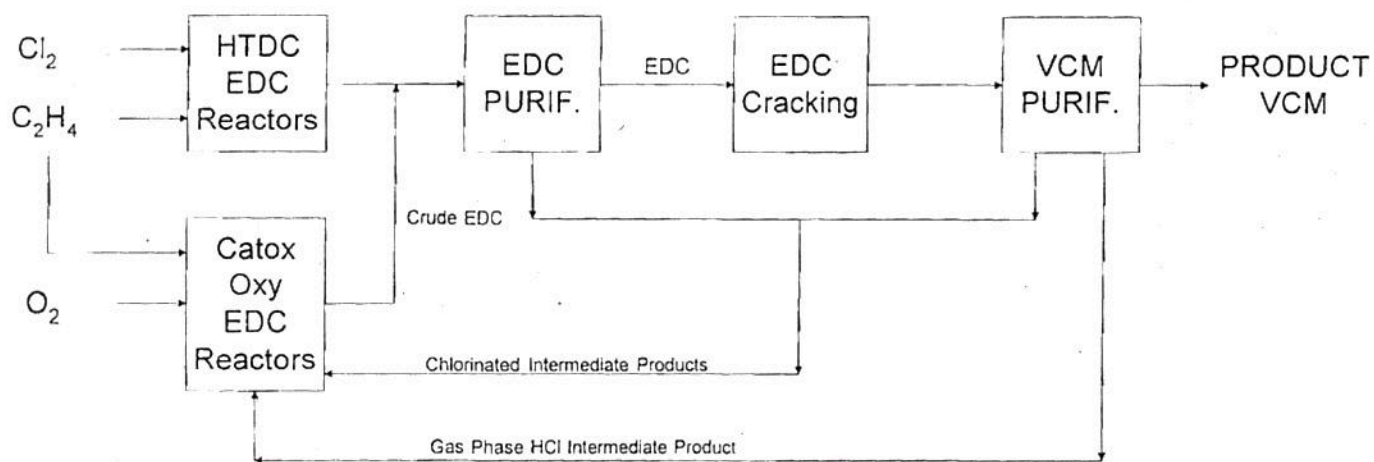 Cl₂
C₂H₄
O₂
HTDC
EDC
Reactors
Catox
Oxy
EDC
Reactors
Crude EDC
EDC
PURIF.
EDC
EDC
Cracking
VCM
PURIF.
PRODUCT
VCM
Chlorinated Intermediate Products
Gas Phase HCl Intermediate Product